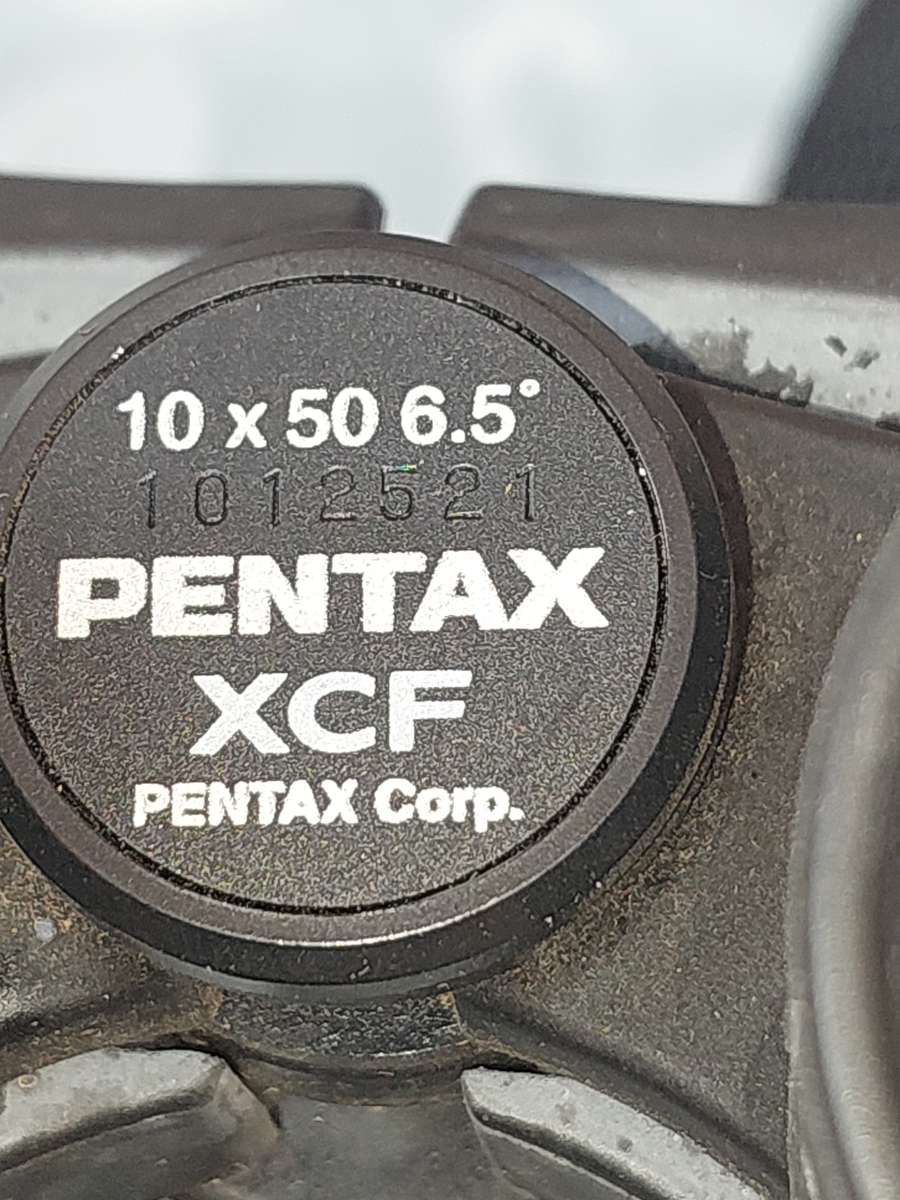 10 x 50 6.5°
1012521
PENTAX
XCF
PENTAX Corp.